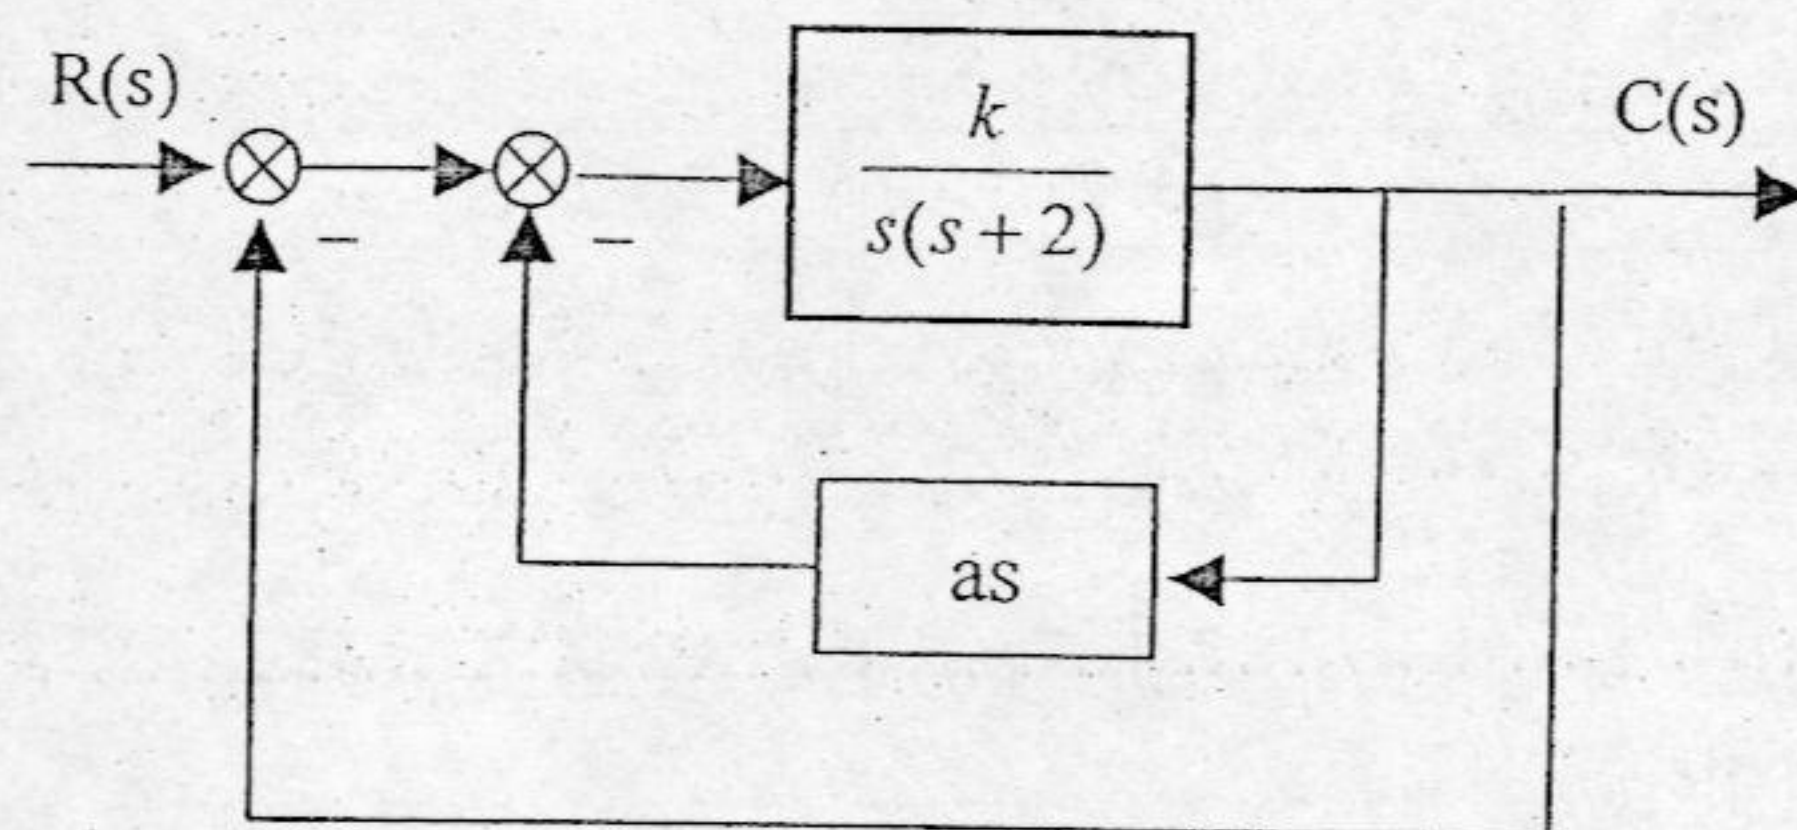 R(s)
C(s)
k
s(s + 2)
−
−
as